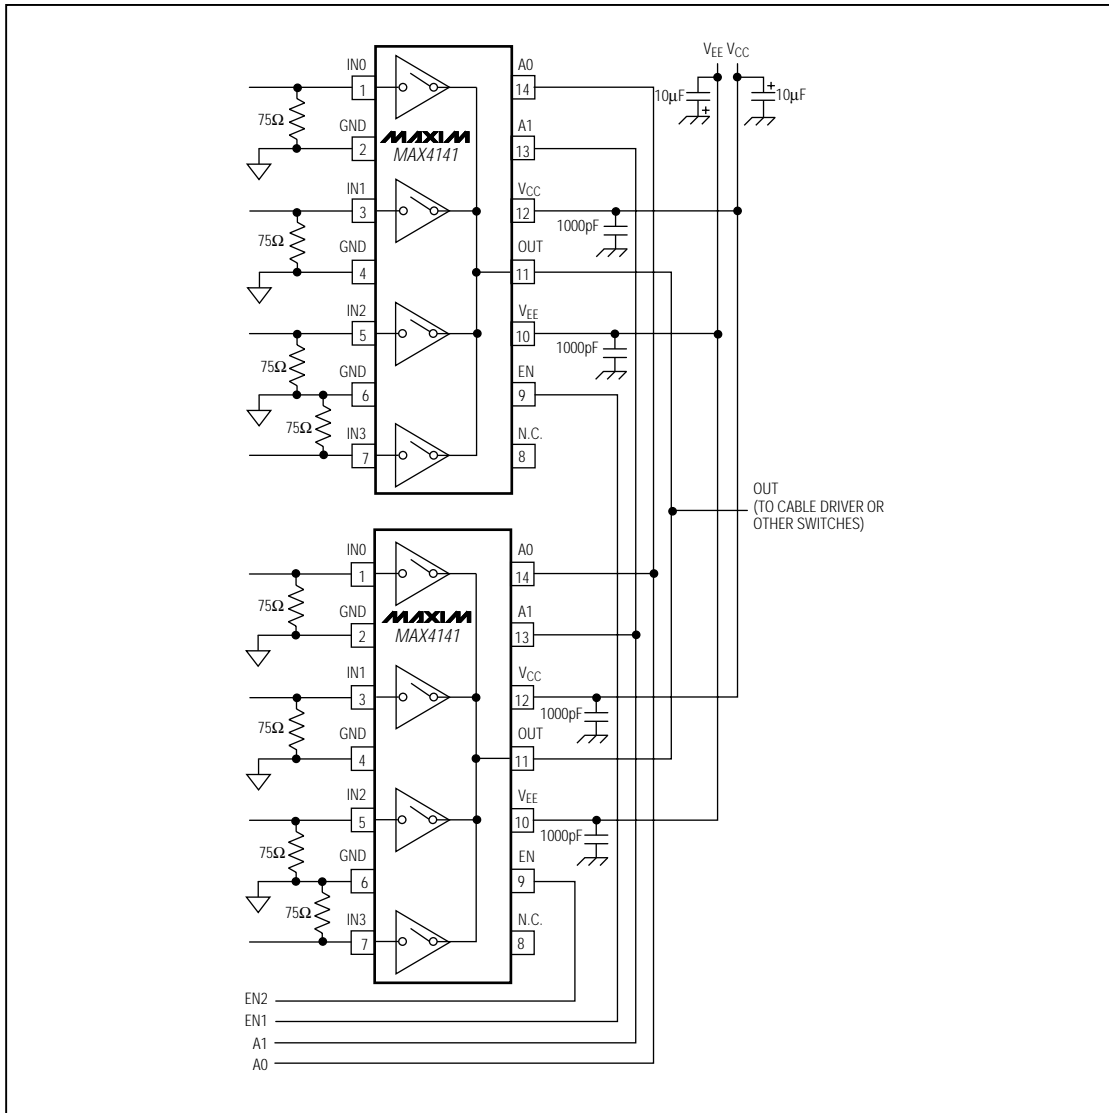 VEE VCC
10µF
+
+
10µF
IN0
1
75Ω
GND
2
MAXIM
MAX4141
IN1
3
75Ω
GND
4
IN2
5
75Ω
GND
6
75Ω
IN3
7
A0
14
A1
13
VCC
12
1000pF
OUT
11
VEE
10
1000pF
EN
9
N.C.
8
OUT
(TO CABLE DRIVER OR
OTHER SWITCHES)
IN0
1
75Ω
GND
2
MAXIM
MAX4141
IN1
3
75Ω
GND
4
IN2
5
75Ω
GND
6
75Ω
IN3
7
A0
14
A1
13
VCC
12
1000pF
OUT
11
VEE
10
1000pF
EN
9
N.C.
8
EN2
EN1
A1
A0